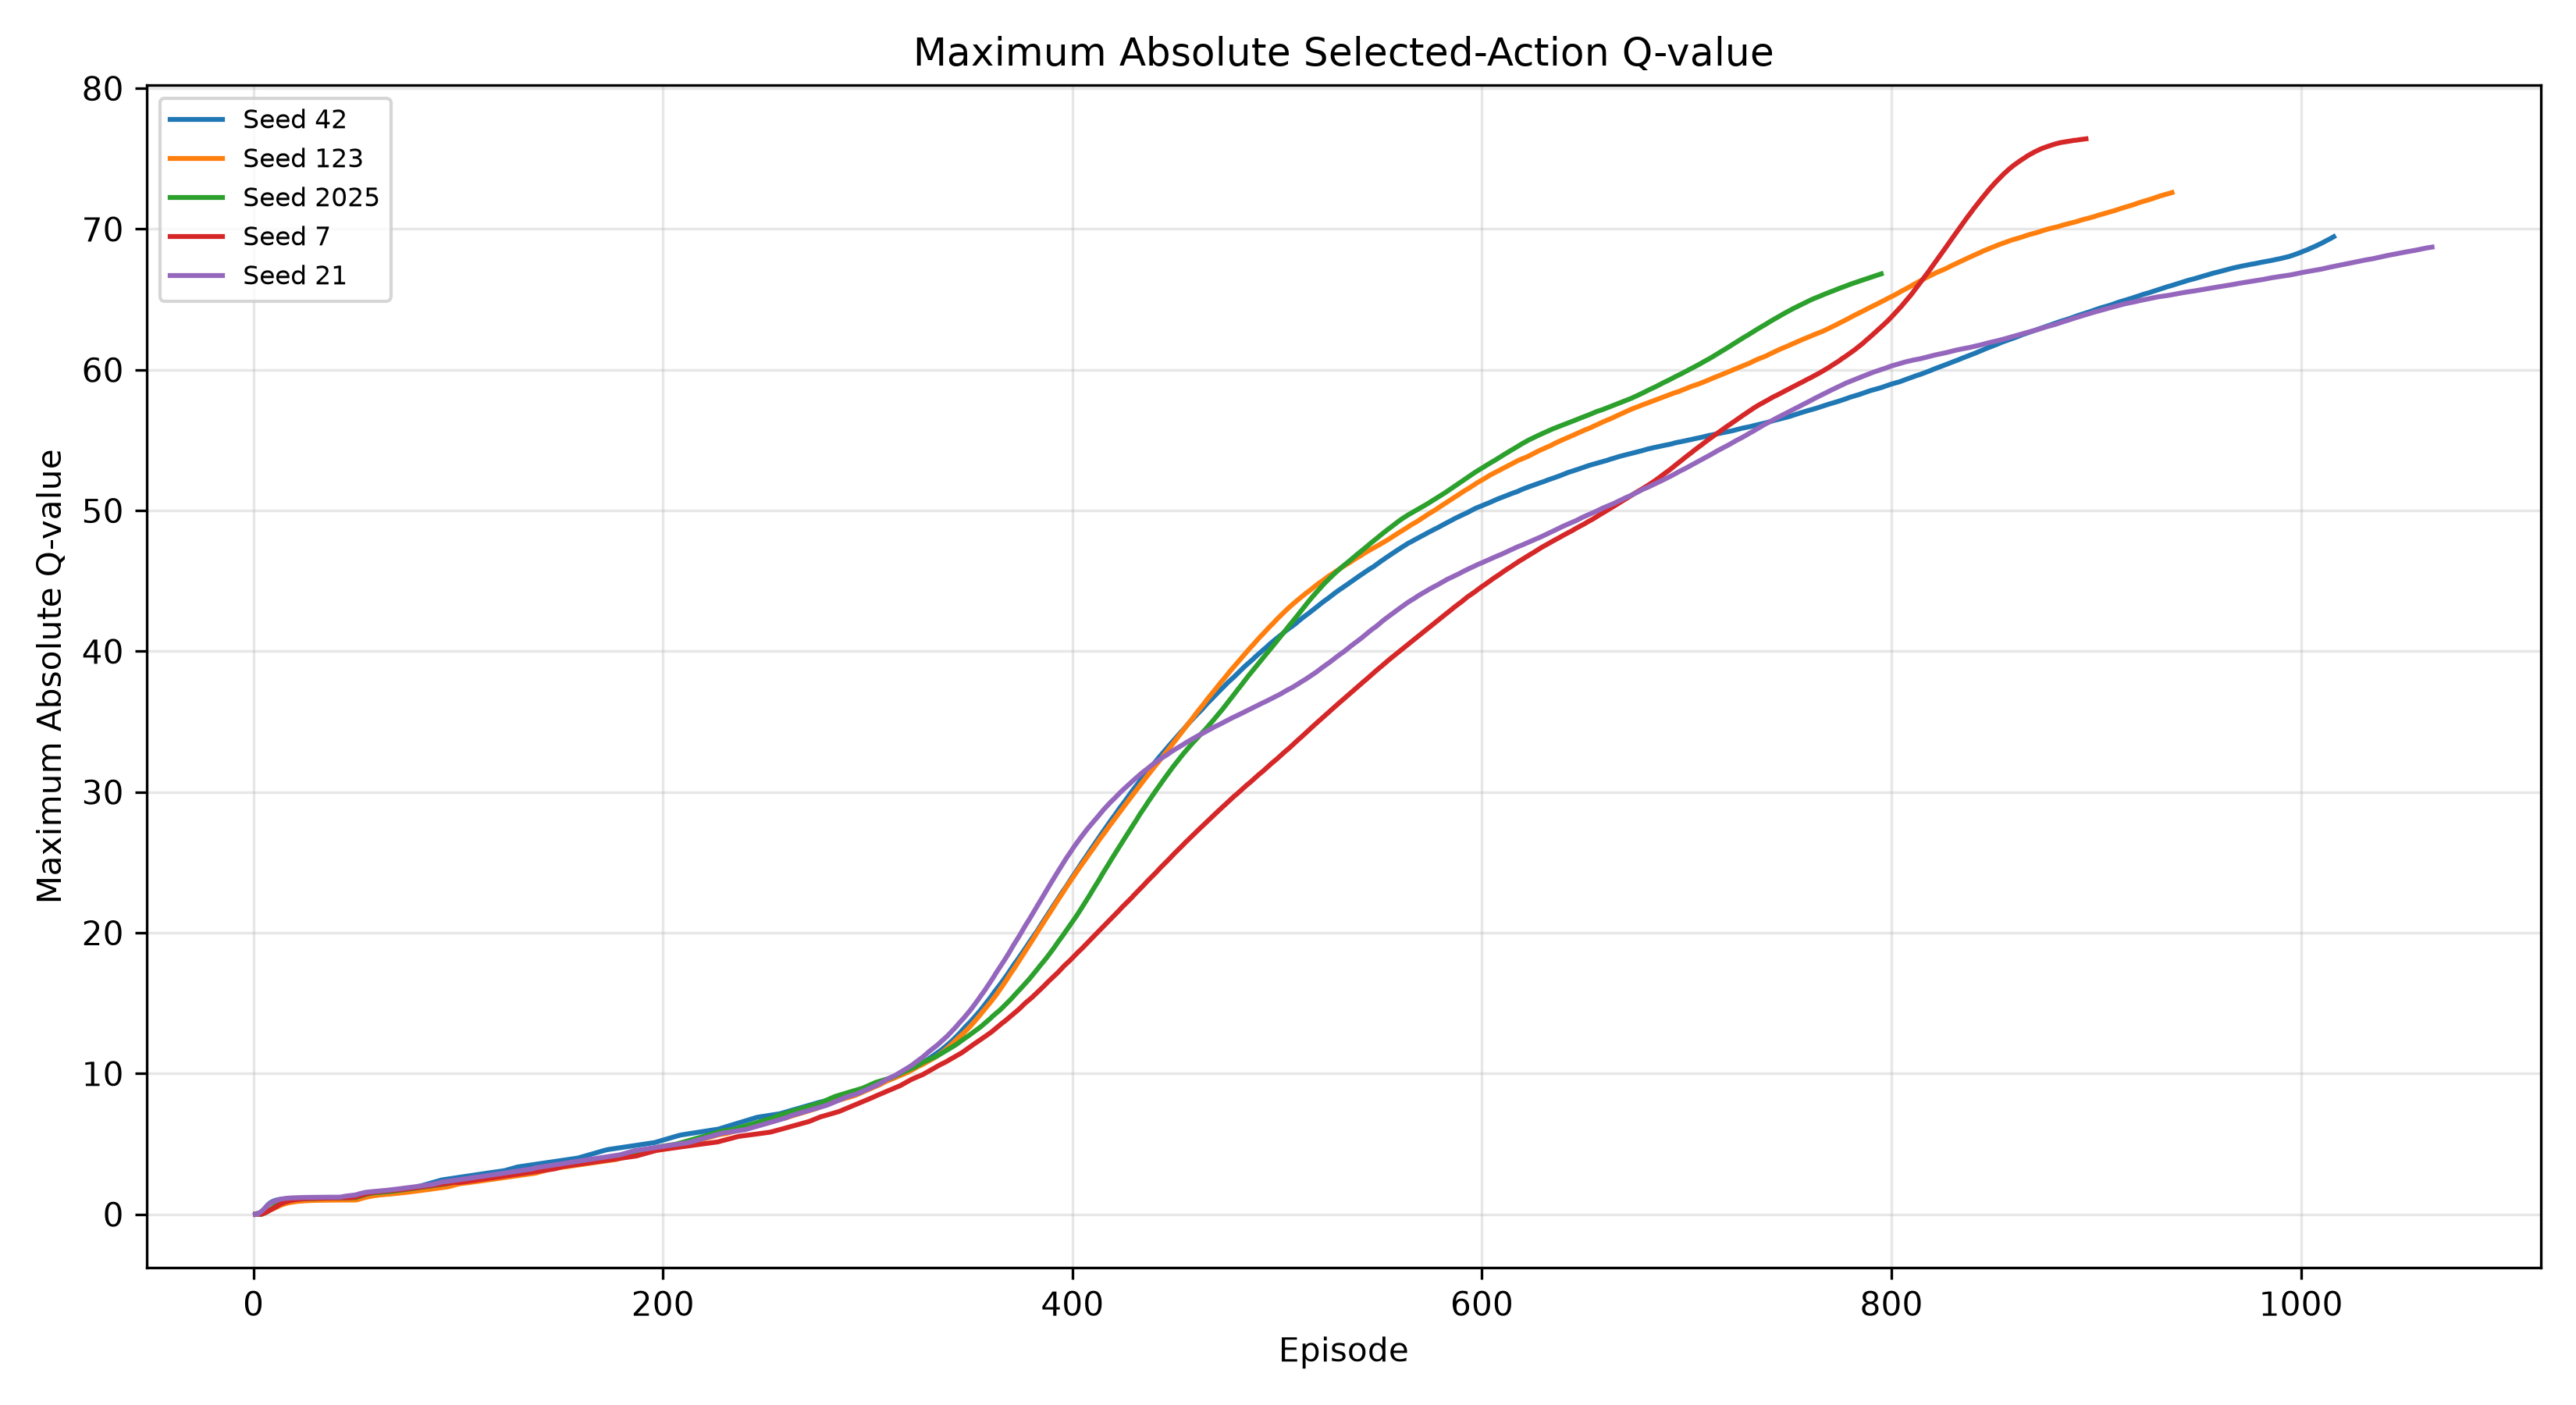 Maximum Absolute Selected-Action Q-value
Seed 42
Seed 123
Seed 2025
Seed 7
Seed 21
Maximum Absolute Q-value
80
70
60
50
40
30
20
10
0
0 200 400 600 800 1000
Episode